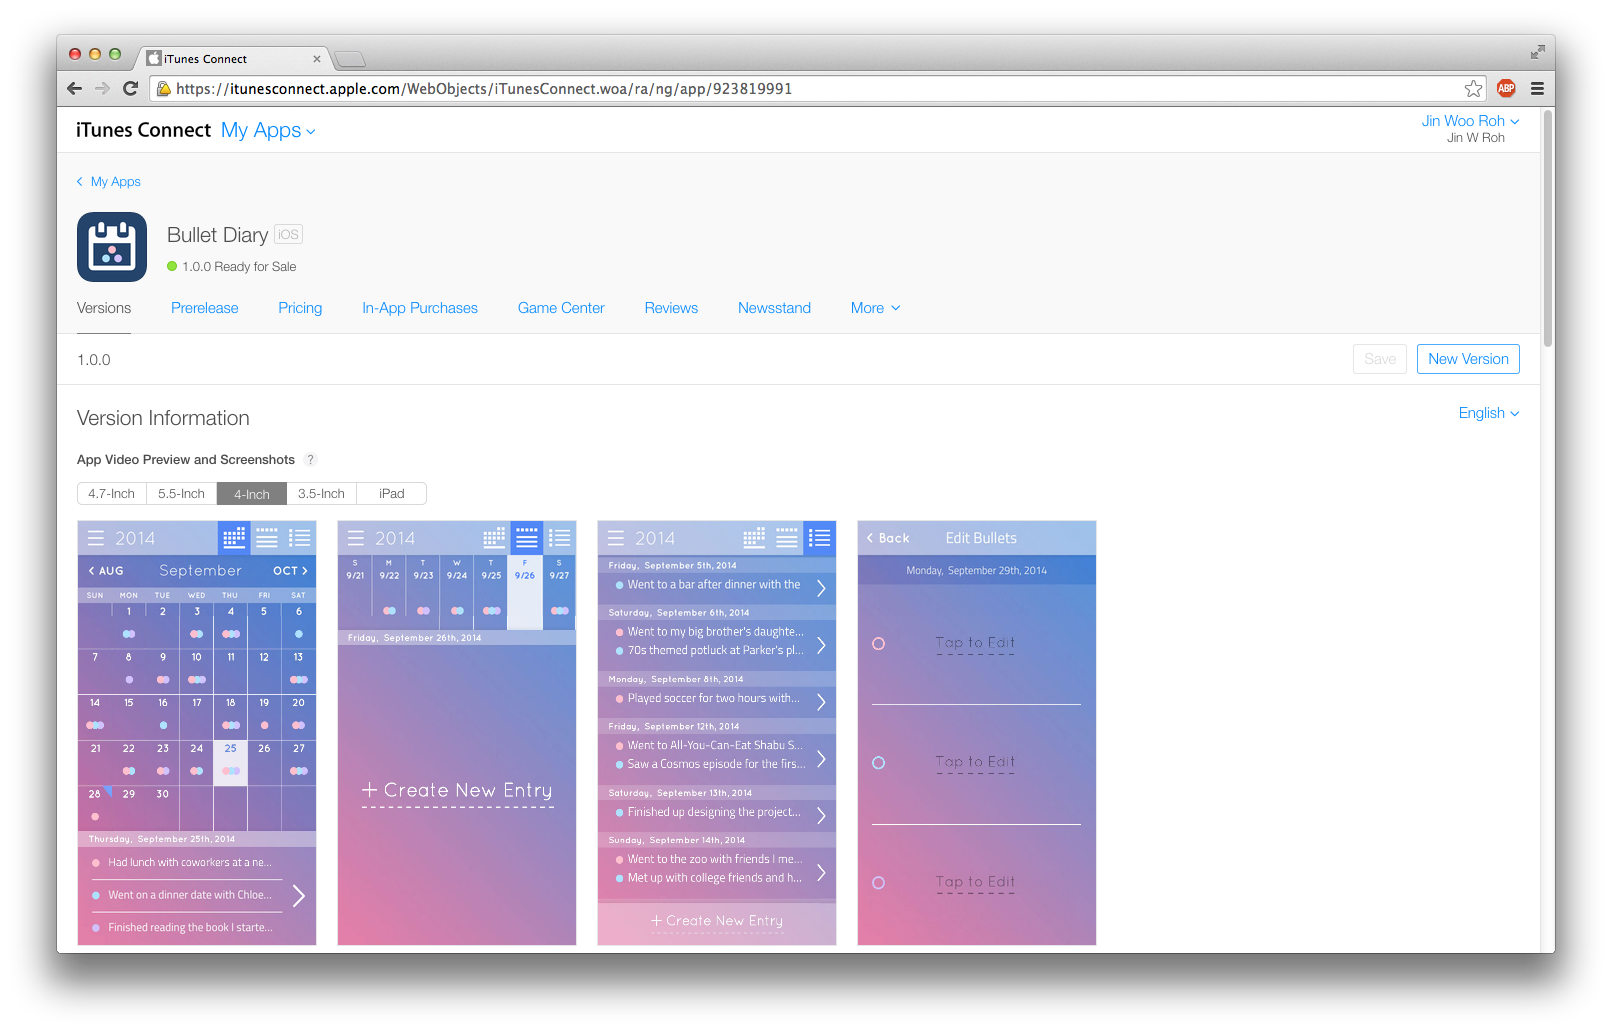 iTunes Connect
https://itunesconnect.apple.com/WebObjects/iTunesConnect.woa/ra/ng/app/923819991
ABP
iTunes Connect My Apps
Jin Woo Roh
Jin W Roh
My Apps
Bullet Diary iOS
1.0.0 Ready for Sale
Versions Prerelease Pricing In-App Purchases Game Center Reviews Newsstand More
1.0.0
Save New Version
Version Information
English
App Video Preview and Screenshots ?
4.7-Inch 5.5-Inch 4-Inch 3.5-Inch iPad
2014
AUG September OCT
SUN MON TUE WED THU FRI SAT
1 2 3 4 5 6
7 8 9 10 11 12 13
14 15 16 17 18 19 20
21 22 23 24 25 26 27
28 29 30
Thursday, September 25th, 2014
Had lunch with coworkers at a ne...
Went on a dinner date with Chloe...
Finished reading the book I starte...
2014
S M T W T F S
9/21 9/22 9/23 9/24 9/25 9/26 9/27
Friday, September 26th, 2014
+ Create New Entry
2014
Friday, September 5th, 2014
Went to a bar after dinner with the
Saturday, September 6th, 2014
Went to my big brother's daughte...
70s themed potluck at Parker's pl...
Monday, September 8th, 2014
Played soccer for two hours with...
Friday, September 12th, 2014
Went to All-You-Can-Eat Shabu S...
Saw a Cosmos episode for the firs...
Saturday, September 13th, 2014
Finished up designing the project...
Sunday, September 14th, 2014
Went to the zoo with friends I me...
Met up with college friends and h...
+ Create New Entry
Back Edit Bullets
Monday, September 29th, 2014
Tap to Edit
Tap to Edit
Tap to Edit